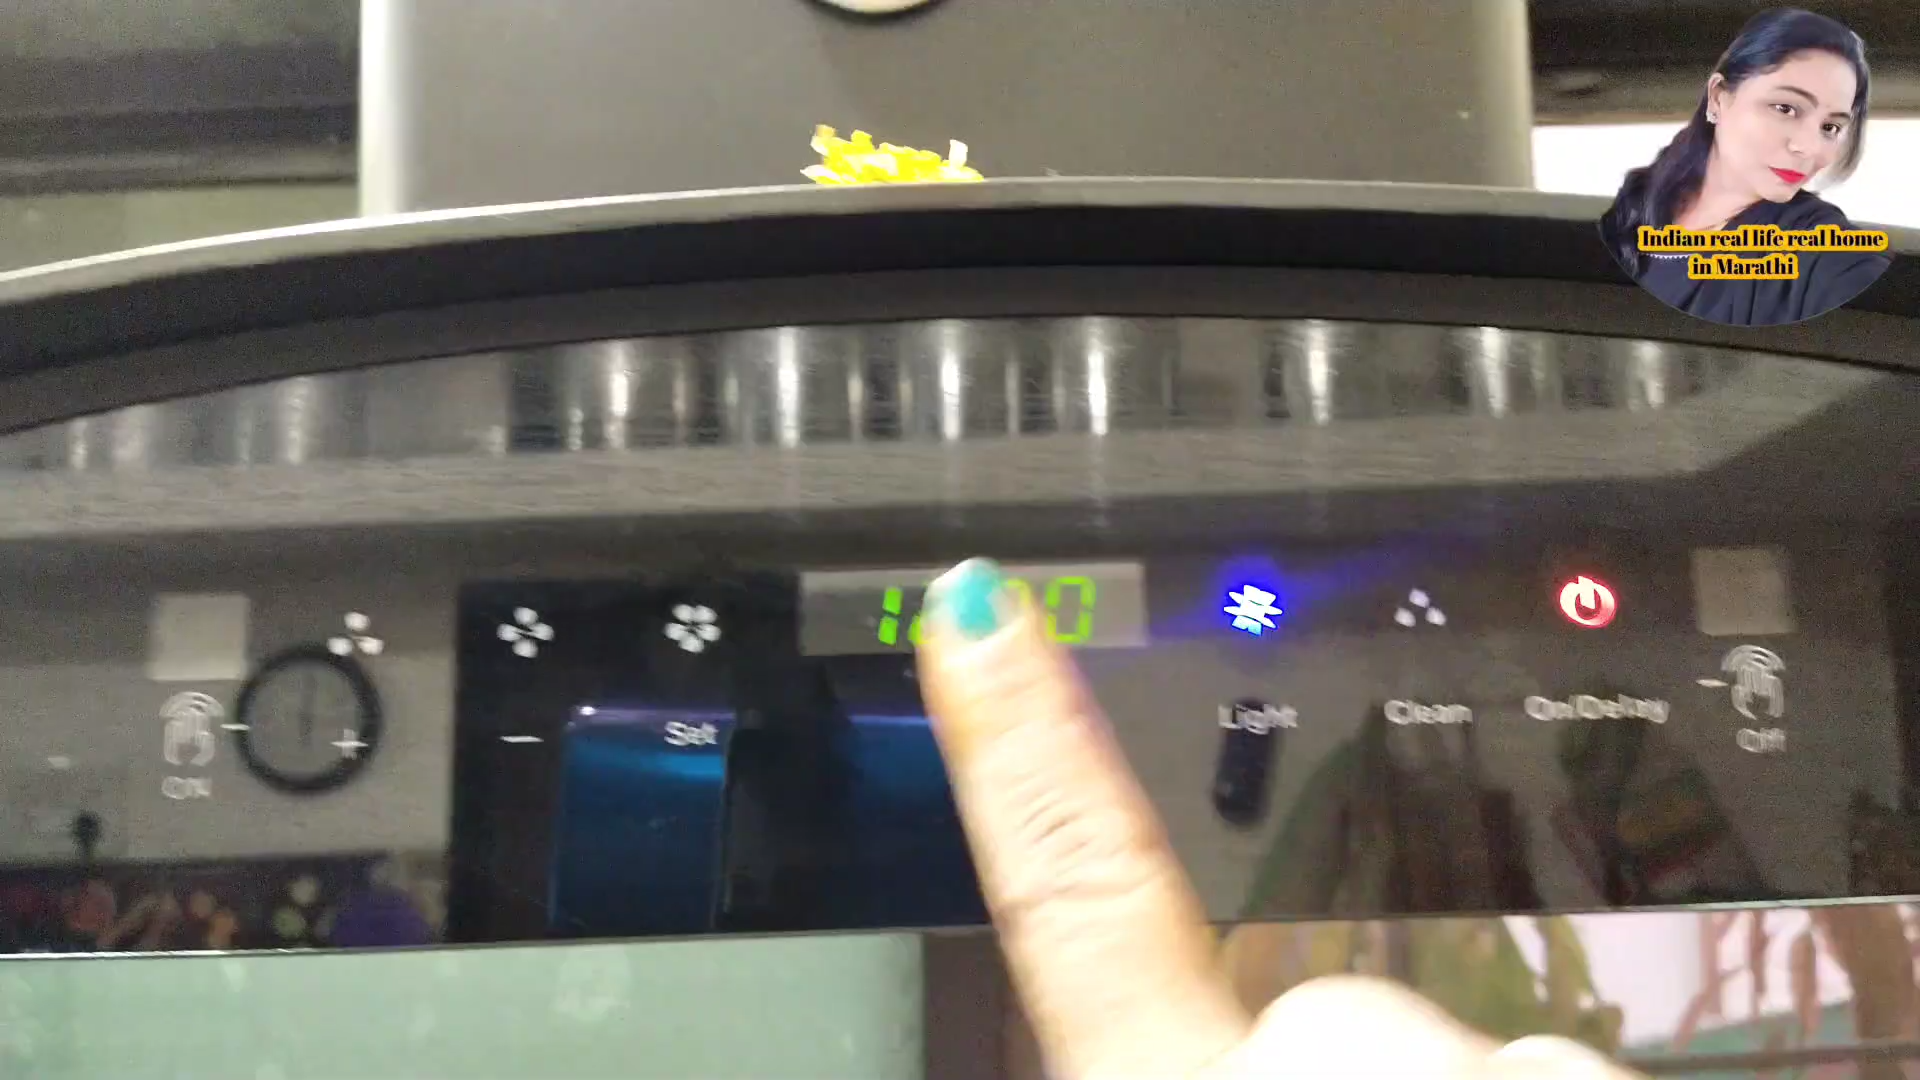 Indian real life real home
in Marathi
Set
Light
Clean
On/Delay
ON
Off